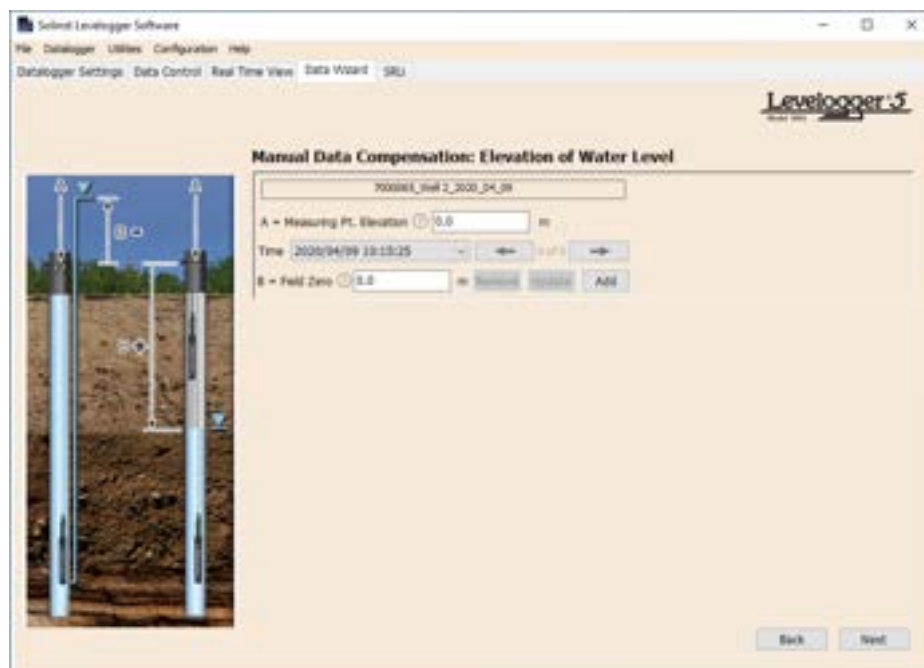 Solinst Levelogger Software
File Datalogger Utilities Configuration Help
Datalogger Settings Data Control Real Time View Data Wizard SRU
Levelogger 5
Manual Data Compensation: Elevation of Water Level
A = Measuring Pt. Elevation ? 0.0 m
Time 2020/04/09 10:15:25
B = Field Zero ? 0.0 m Remove Update Add
A A
B
B
Back Next